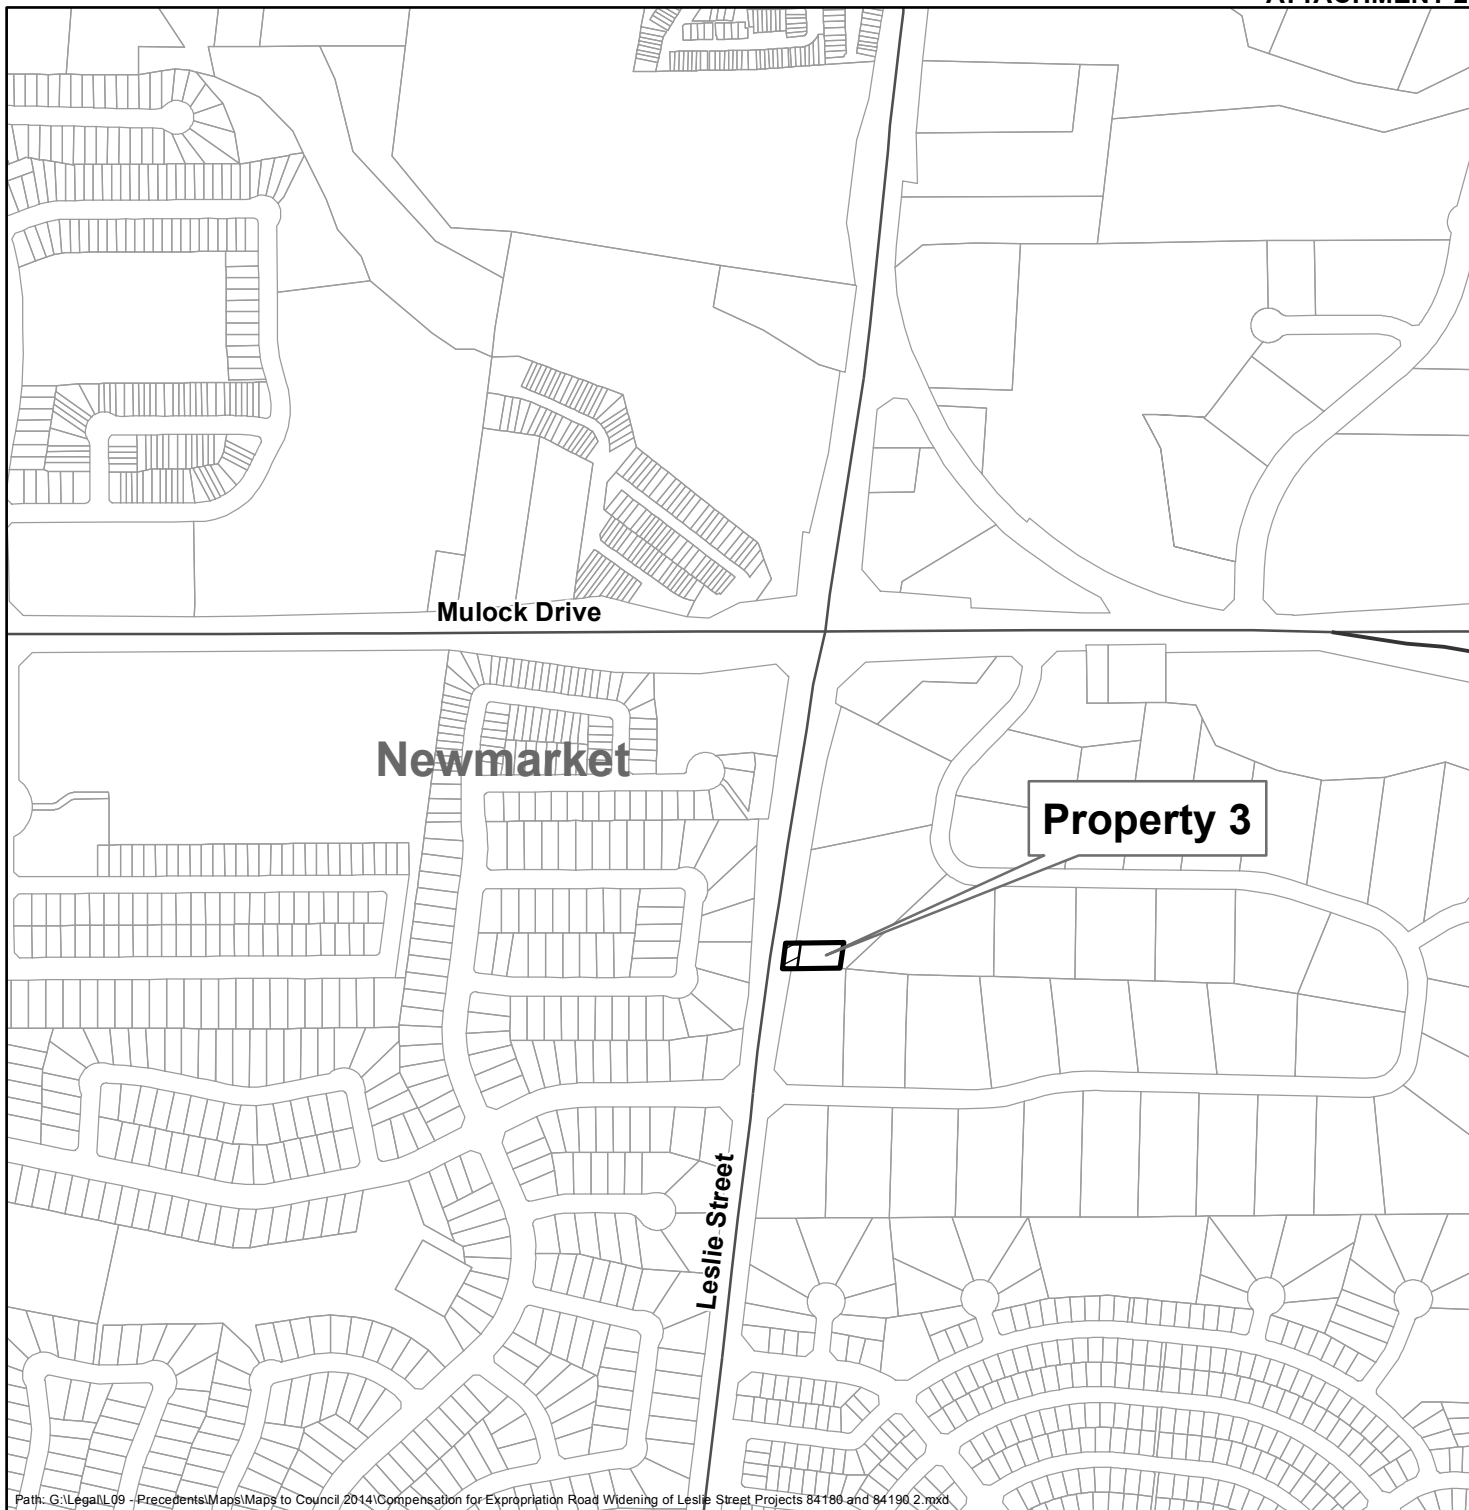 ATTACHMENT 2
Mulock Drive
Newmarket
Property 3
Leslie Street
Path: G:\Legal\L09 - Precedents\Maps\Maps to Council 2014\Compensation for Expropriation Road Widening of Leslie Street Projects 84180 and 84190 2.mxd